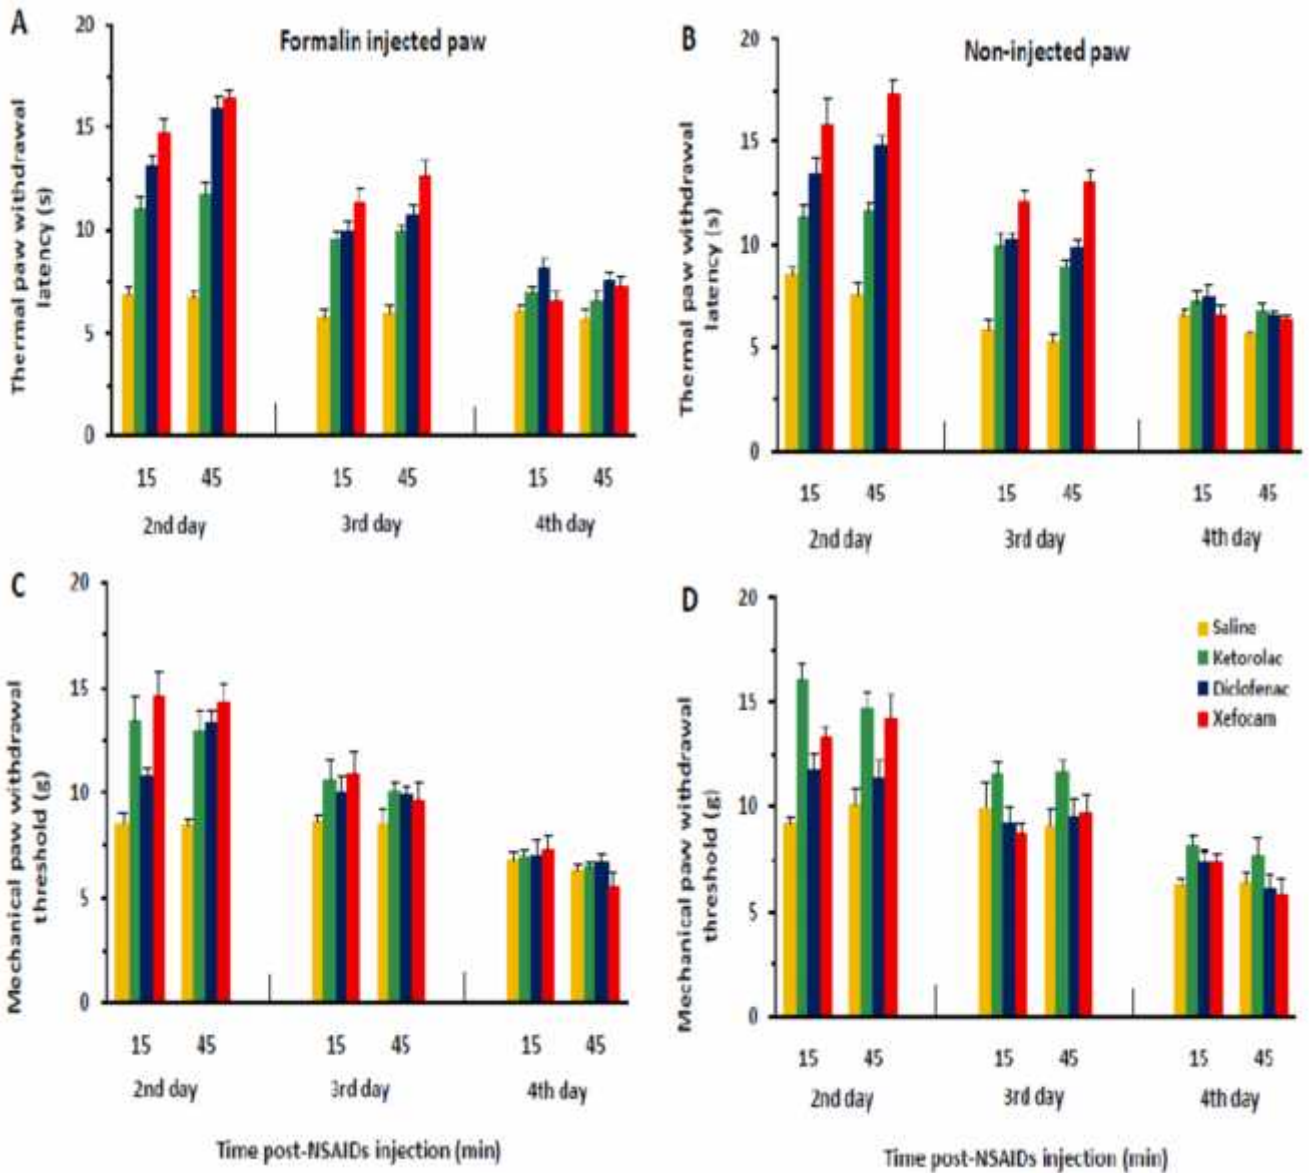 A
Formalin injected paw
Thermal paw withdrawal
latency (s)
20
15
10
5
0
15 45 15 45 15 45
2nd day 3rd day 4th day
B
Non-injected paw
Thermal paw withdrawal
latency (s)
20
15
10
5
0
15 45 15 45 15 45
2nd day 3rd day 4th day
C
Mechanical paw withdrawal
threshold (g)
20
15
10
5
0
15 45 15 45 15 45
2nd day 3rd day 4th day
Time post-NSAIDs injection (min)
D
Mechanical paw withdrawal
threshold (g)
20
15
10
5
0
Saline
Ketorolac
Diclofenac
Xefocam
15 45 15 45 15 45
2nd day 3rd day 4th day
Time post-NSAIDs injection (min)